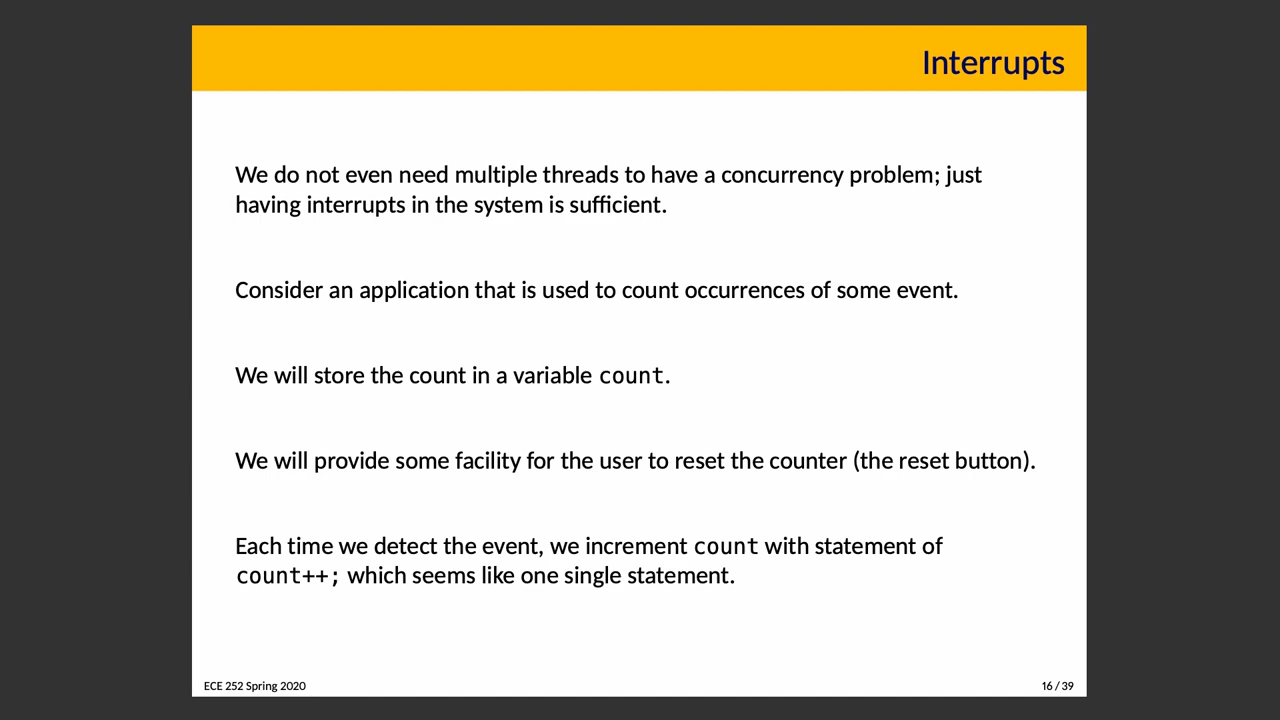 Interrupts
We do not even need multiple threads to have a concurrency problem; just
having interrupts in the system is sufficient.
Consider an application that is used to count occurrences of some event.
We will store the count in a variable count.
We will provide some facility for the user to reset the counter (the reset button).
Each time we detect the event, we increment count with statement of
count++; which seems like one single statement.
ECE 252 Spring 2020
16 / 39